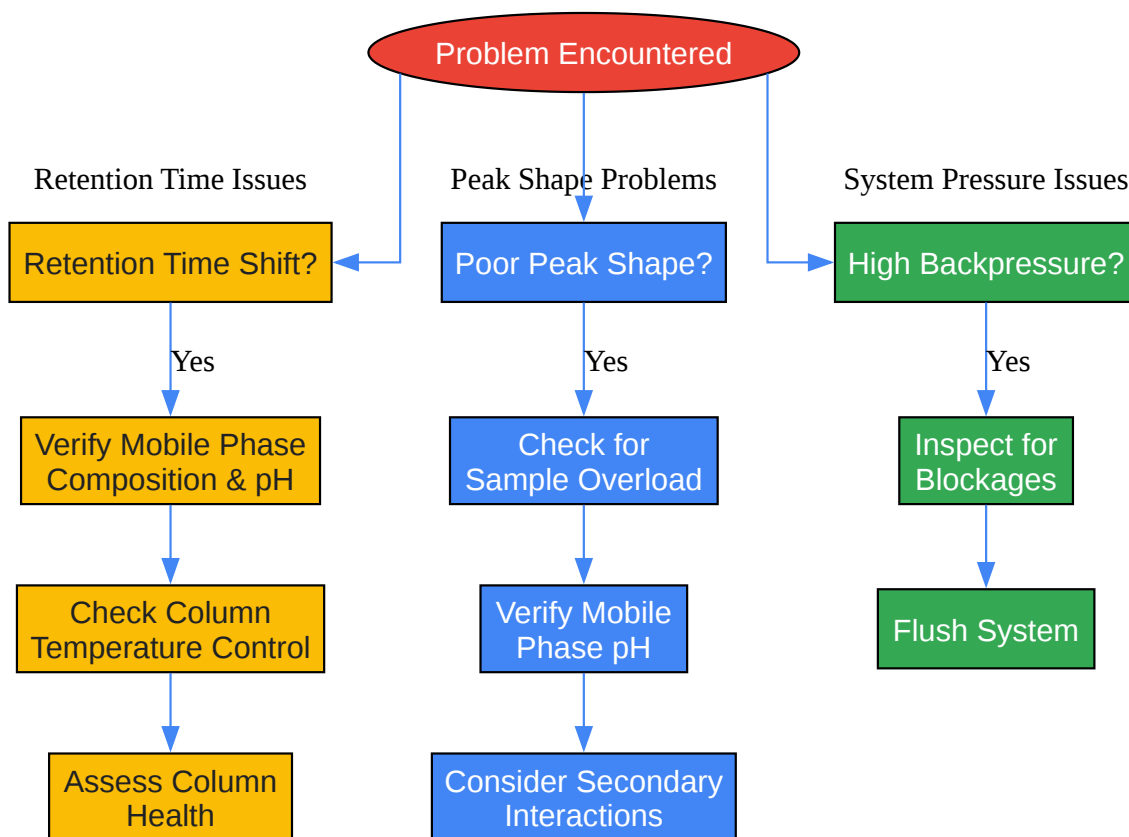 Problem Encountered
Retention Time Issues
Peak Shape Problems
System Pressure Issues
Retention Time Shift?
Poor Peak Shape?
High Backpressure?
Yes
Yes
Yes
Verify Mobile Phase
Composition & pH
Check for
Sample Overload
Inspect for
Blockages
Check Column
Temperature Control
Verify Mobile
Phase pH
Flush System
Assess Column
Health
Consider Secondary
Interactions